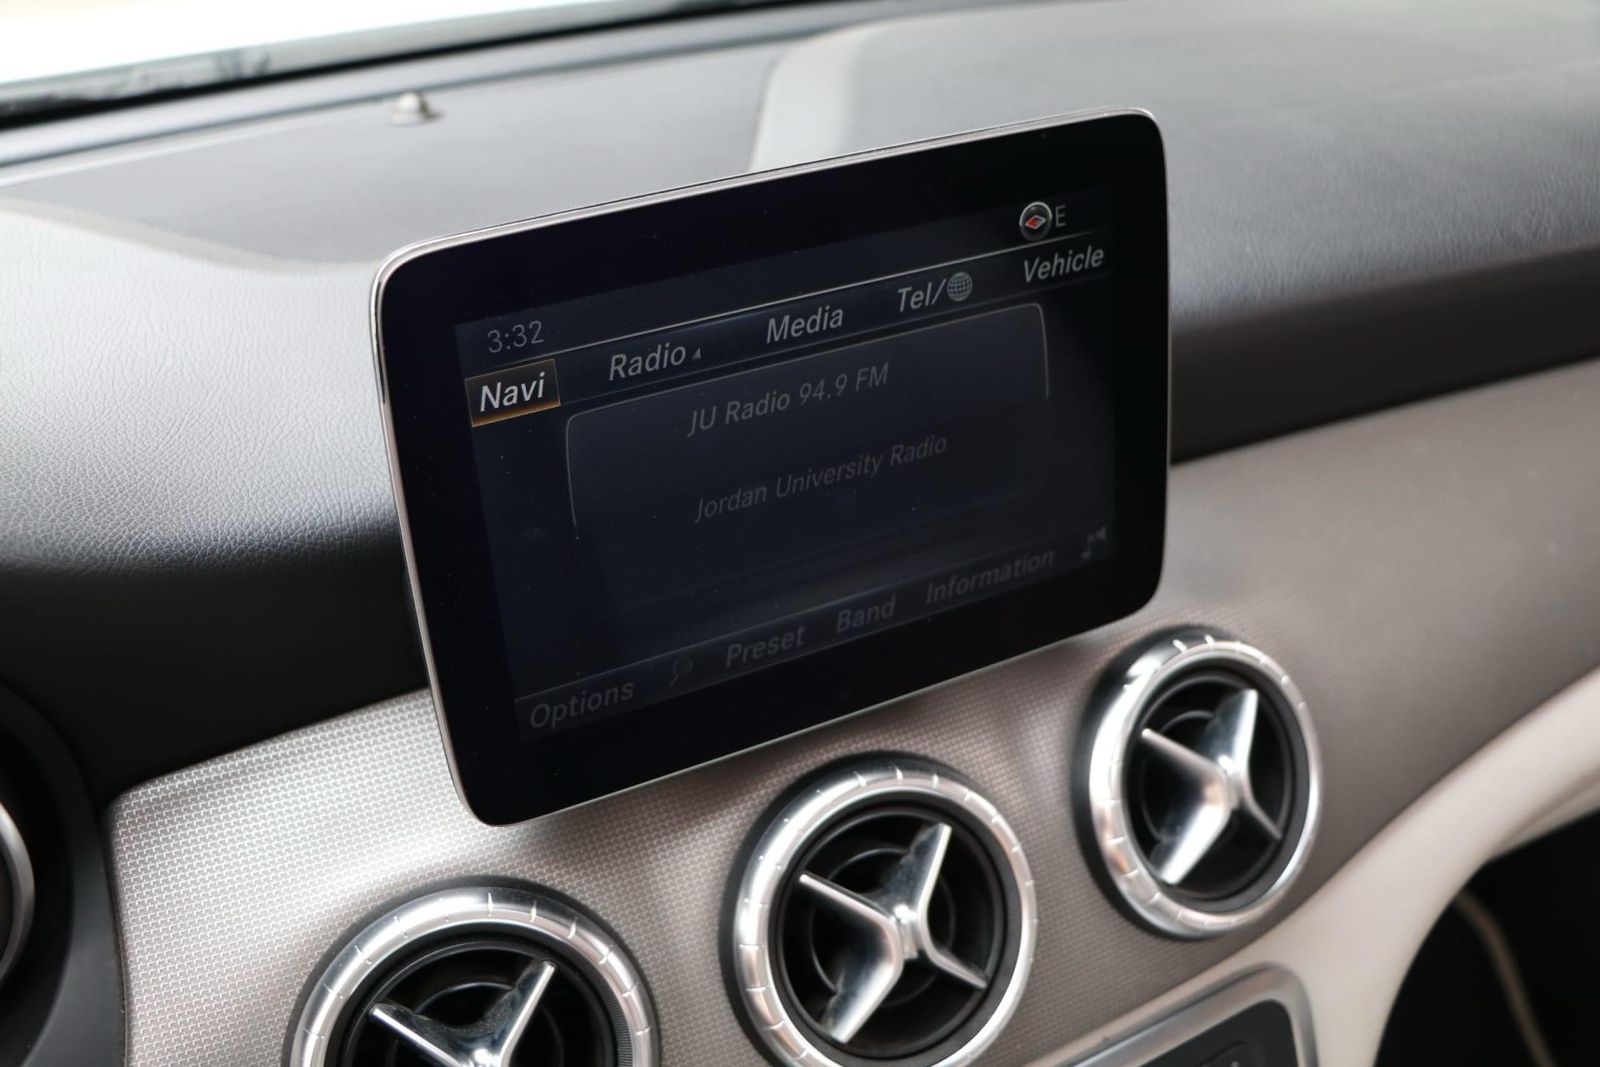 E
3:32
Navi Radio Media Tel/ Vehicle
JU Radio 94.9 FM
Jordan University Radio
Options Preset Band Information